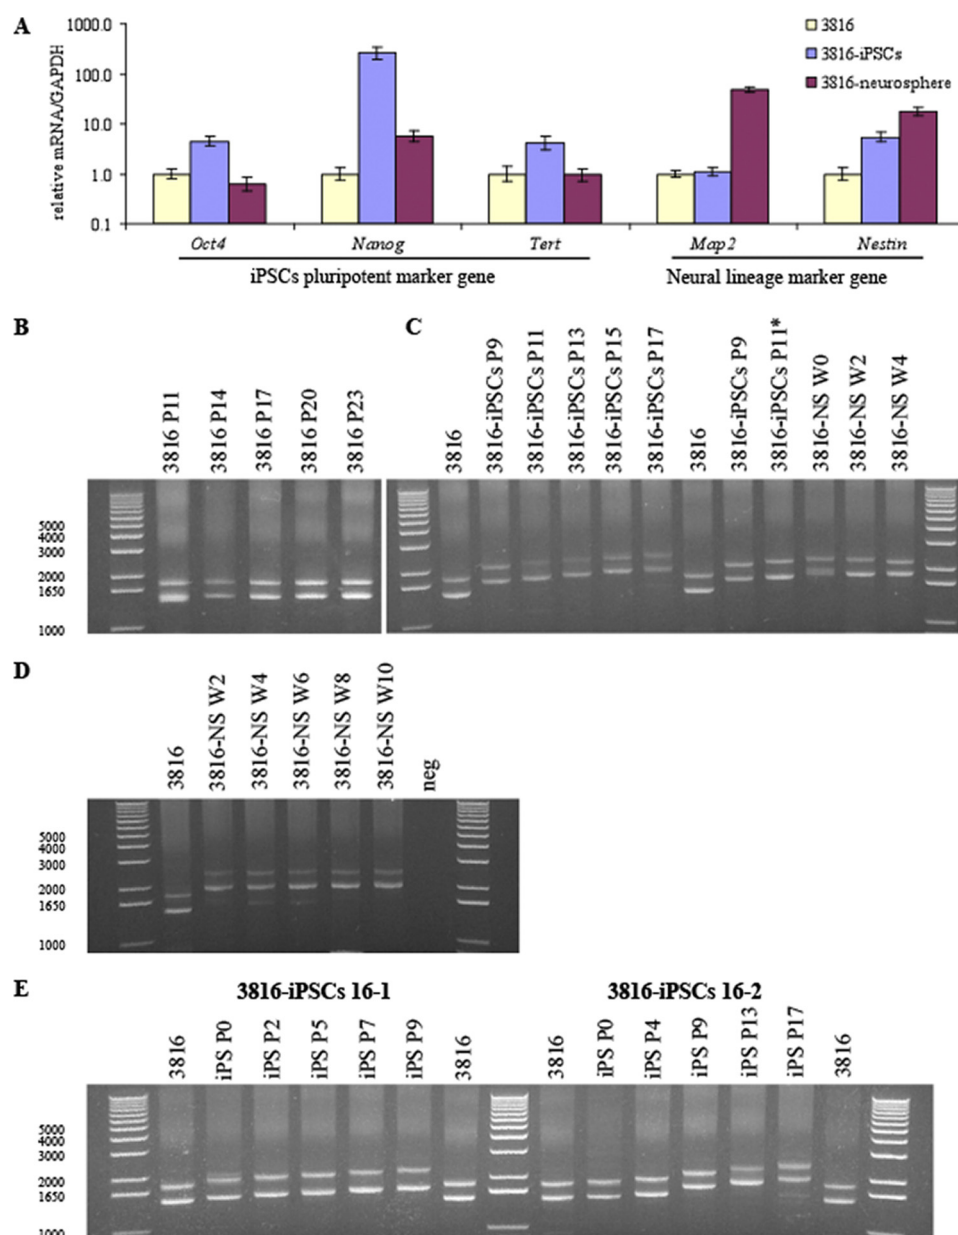 A
relative mRNA/GAPDH
1000.0
100.0
10.0
1.0
0.1
3816
3816-iPSCs
3816-neurosphere
Oct4 Nanog Tert Map2 Nestin
iPSCs pluripotent marker gene Neural lineage marker gene
B
3816 P11
3816 P14
3816 P17
3816 P20
3816 P23
5000
4000
3000
2000
1650
1000
C
3816
3816-iPSCs P9
3816-iPSCs P11
3816-iPSCs P13
3816-iPSCs P15
3816-iPSCs P17
3816
3816-iPSCs P9
3816-iPSCs P11*
3816-NS W0
3816-NS W2
3816-NS W4
D
3816
3816-NS W2
3816-NS W4
3816-NS W6
3816-NS W8
3816-NS W10
neg
5000
4000
3000
2000
1650
1000
E
3816-iPSCs 16-1 3816-iPSCs 16-2
3816
iPS P0
iPS P2
iPS P5
iPS P7
iPS P9
3816
3816
iPS P0
iPS P4
iPS P9
iPS P13
iPS P17
3816
5000
4000
3000
2000
1650
1000